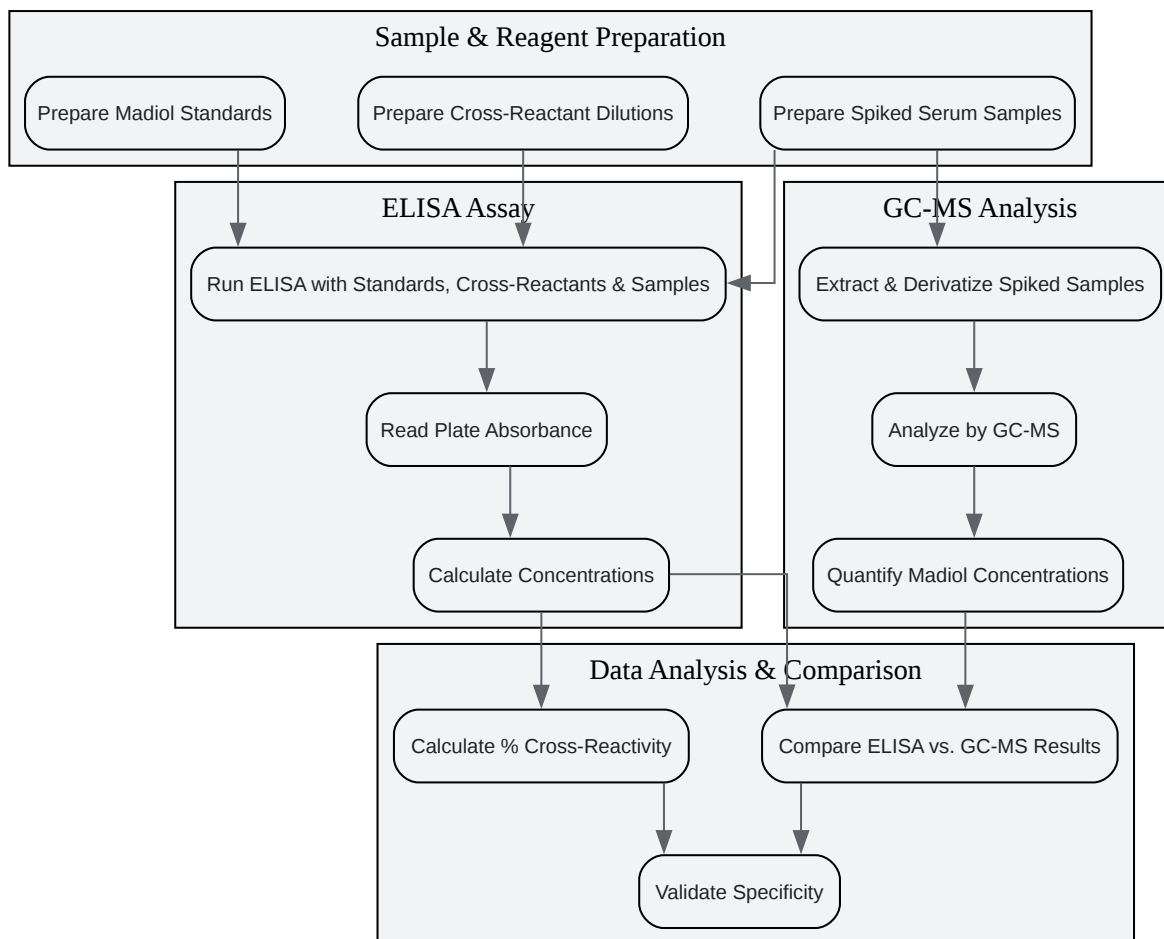 Sample & Reagent Preparation
Prepare Madiol Standards
Prepare Cross-Reactant Dilutions
Prepare Spiked Serum Samples
ELISA Assay
GC-MS Analysis
Run ELISA with Standards, Cross-Reactants & Samples
Extract & Derivatize Spiked Samples
Read Plate Absorbance
Analyze by GC-MS
Calculate Concentrations
Quantify Madiol Concentrations
Data Analysis & Comparison
Calculate % Cross-Reactivity
Compare ELISA vs. GC-MS Results
Validate Specificity